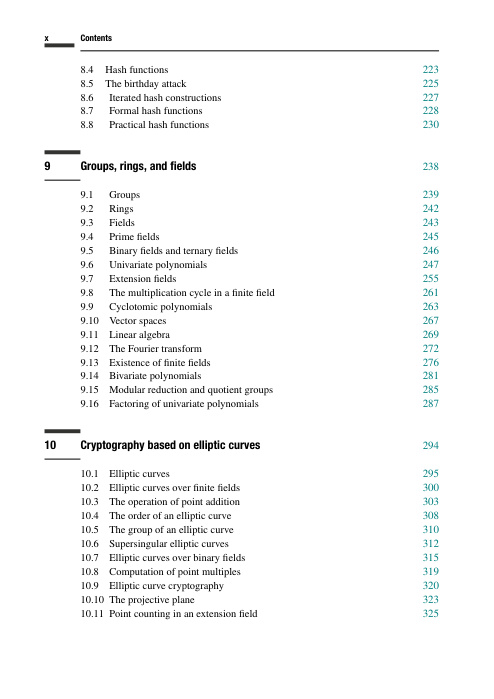 x Contents
8.4 Hash functions 223
8.5 The birthday attack 225
8.6 Iterated hash constructions 227
8.7 Formal hash functions 228
8.8 Practical hash functions 230
9 Groups, rings, and fields 238
9.1 Groups 239
9.2 Rings 242
9.3 Fields 243
9.4 Prime fields 245
9.5 Binary fields and ternary fields 246
9.6 Univariate polynomials 247
9.7 Extension fields 255
9.8 The multiplication cycle in a finite field 261
9.9 Cyclotomic polynomials 263
9.10 Vector spaces 267
9.11 Linear algebra 269
9.12 The Fourier transform 272
9.13 Existence of finite fields 276
9.14 Bivariate polynomials 281
9.15 Modular reduction and quotient groups 285
9.16 Factoring of univariate polynomials 287
10 Cryptography based on elliptic curves 294
10.1 Elliptic curves 295
10.2 Elliptic curves over finite fields 300
10.3 The operation of point addition 303
10.4 The order of an elliptic curve 308
10.5 The group of an elliptic curve 310
10.6 Supersingular elliptic curves 312
10.7 Elliptic curves over binary fields 315
10.8 Computation of point multiples 319
10.9 Elliptic curve cryptography 320
10.10 The projective plane 323
10.11 Point counting in an extension field 325